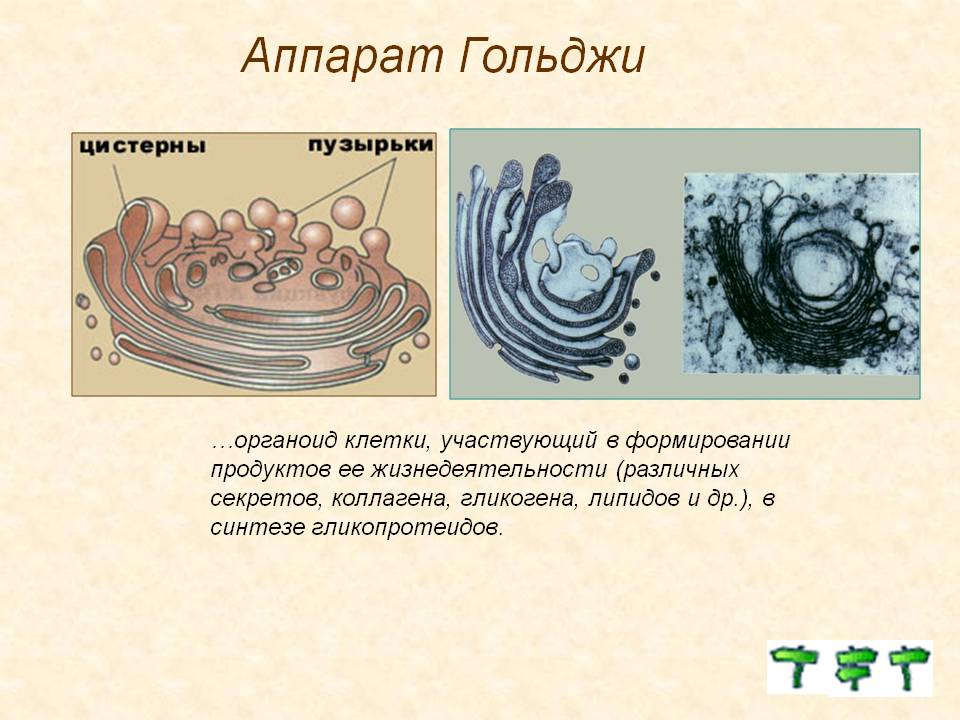 Аппарат Гольджи
цистерны
пузырьки
…органоид клетки, участвующий в формировании
продуктов ее жизнедеятельности (различных
секретов, коллагена, гликогена, липидов и др.), в
синтезе гликопротеидов.